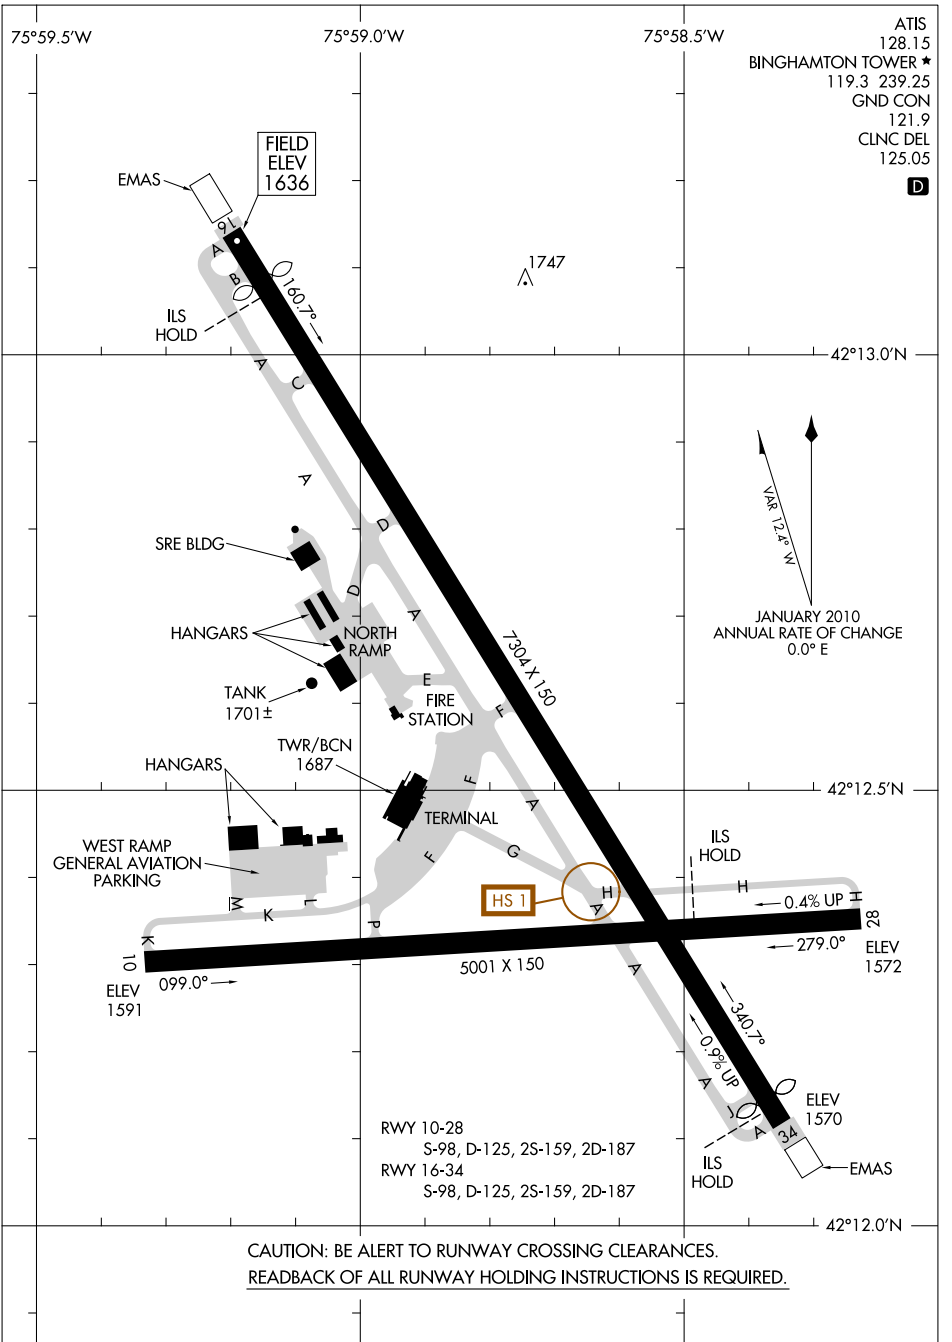 75°59.5'W
75°59.0'W
75°58.5'W
ATIS
128.15
BINGHAMTON TOWER ★
119.3 239.25
GND CON
121.9
CLNC DEL
125.05
D
FIELD
ELEV
1636
EMAS
16
A
B
160.7°
1747
ILS
HOLD
42°13.0'N
A
C
VAR 12.4° W
A
D
SRE BLDG
D
JANUARY 2010
ANNUAL RATE OF CHANGE
0.0° E
A
HANGARS
NORTH
RAMP
7304 X 150
E
TANK
1701±
FIRE
STATION
F
TWR/BCN
1687
HANGARS
F
42°12.5'N
A
TERMINAL
WEST RAMP
GENERAL AVIATION
PARKING
F
G
ILS
HOLD
HS 1
H
H
H
0.4% UP
M
L
K
P
A
28
K
10
279.0°
ELEV
1572
5001 X 150
A
099.0°
ELEV
1591
340.7°
0.9% UP
A
J
A
34
ELEV
1570
RWY 10-28
S-98, D-125, 2S-159, 2D-187
RWY 16-34
S-98, D-125, 2S-159, 2D-187
ILS
HOLD
EMAS
42°12.0'N
CAUTION: BE ALERT TO RUNWAY CROSSING CLEARANCES.
READBACK OF ALL RUNWAY HOLDING INSTRUCTIONS IS REQUIRED.